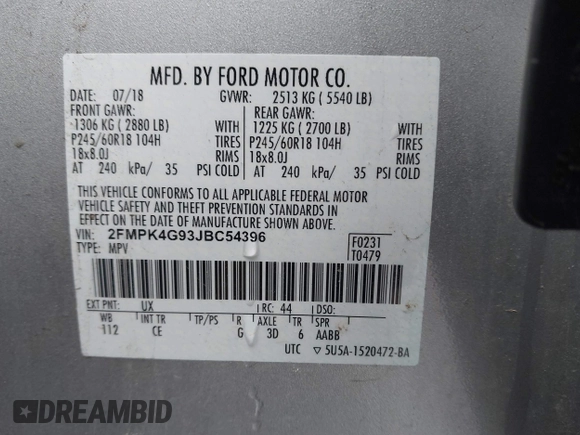 MFD. BY FORD MOTOR CO.
DATE: 07/18 GVWR: 2513 KG ( 5540 LB)
FRONT GAWR: REAR GAWR:
1306 KG ( 2880 LB) WITH 1225 KG ( 2700 LB) WITH
P245/60R18 104H TIRES P245/60R18 104H TIRES
18x8.0J RIMS 18x8.0J RIMS
AT 240 kPa/ 35 PSI COLD AT 240 kPa/ 35 PSI COLD
THIS VEHICLE CONFORMS TO ALL APPLICABLE FEDERAL MOTOR
VEHICLE SAFETY AND THEFT PREVENTION STANDARDS IN
EFFECT ON THE DATE OF MANUFACTURE SHOWN ABOVE.
VIN: 2FMPK4G93JBC54396 F0231
TYPE: MPV T0479
EXT PNT: UX RC: 44 DSO:
WB INT TR TP/PS R AXLE TR SPR
112 CE G 3D 6 AABB
UTC ▽ 5U5A-1520472-BA
DREAMBID